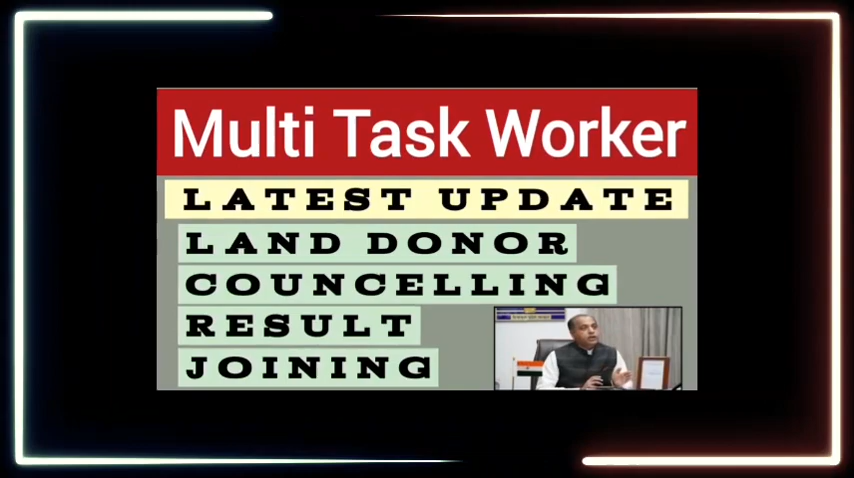 Multi Task Worker
LATEST UPDATE
LAND DONOR
COUNCELLING
RESULT
JOINING